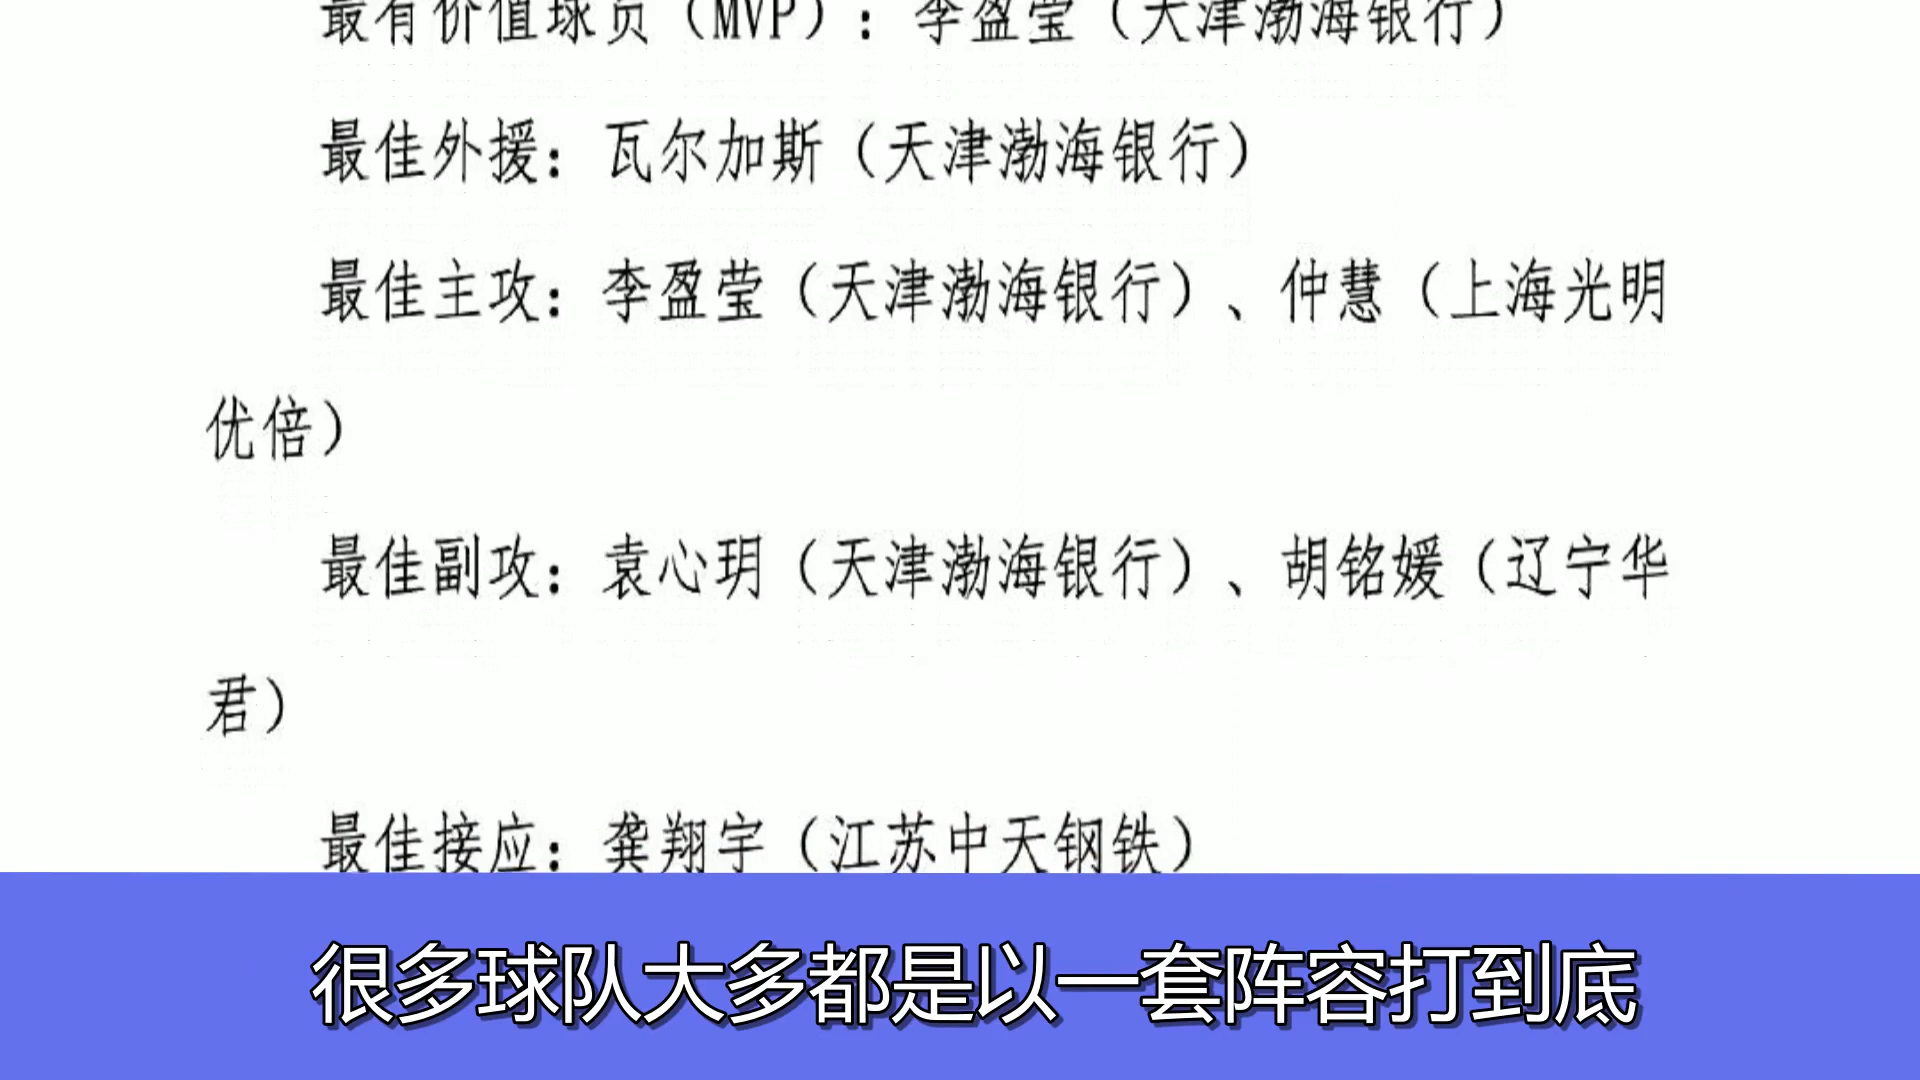 最有价值球员（MVP）：李盈莹（天津渤海银行）
最佳外援：瓦尔加斯（天津渤海银行）
最佳主攻：李盈莹（天津渤海银行）、仲慧（上海光明
优倍）
最佳副攻：袁心玥（天津渤海银行）、胡铭媛（辽宁华
君）
最佳接应：龚翔宇（江苏中天钢铁）
很多球队大多都是以一套阵容打到底